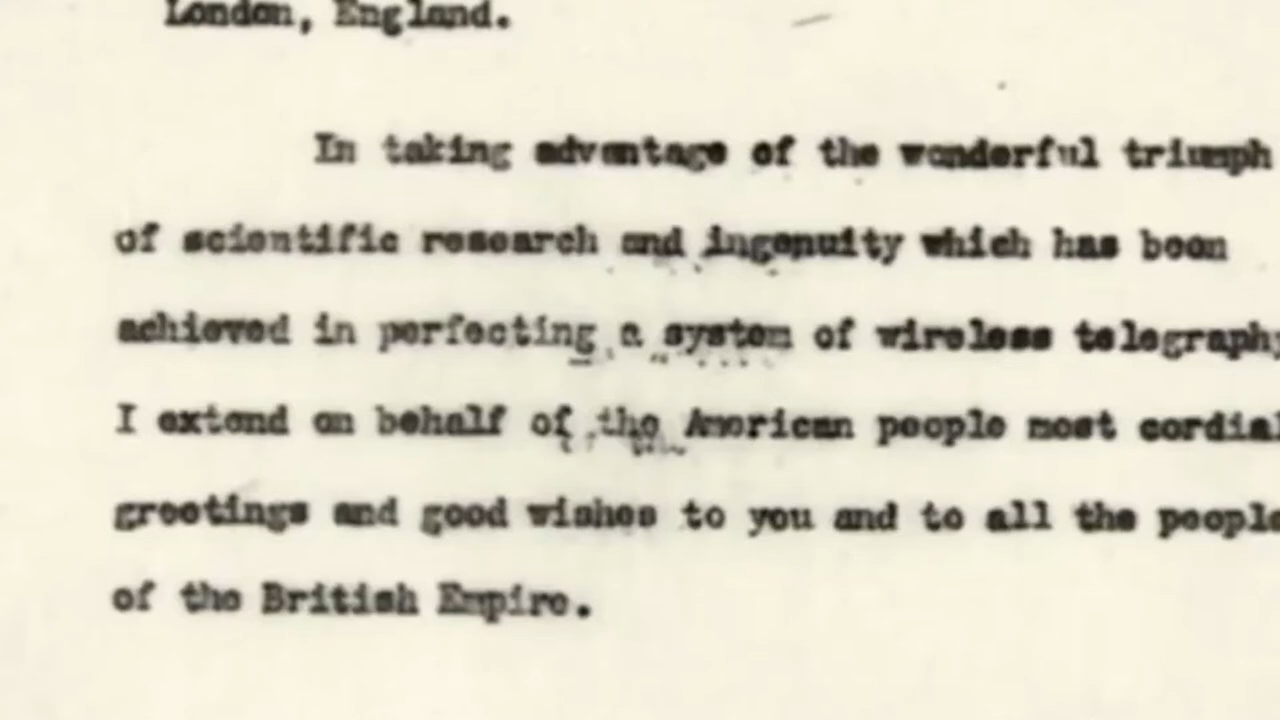 London, England.
In taking advantage of the wonderful triumph
of scientific research and ingenuity which has been
achieved in perfecting a system of wireless telegraphy
I extend on behalf of the American people most cordial
greetings and good wishes to you and to all the people
of the British Empire.